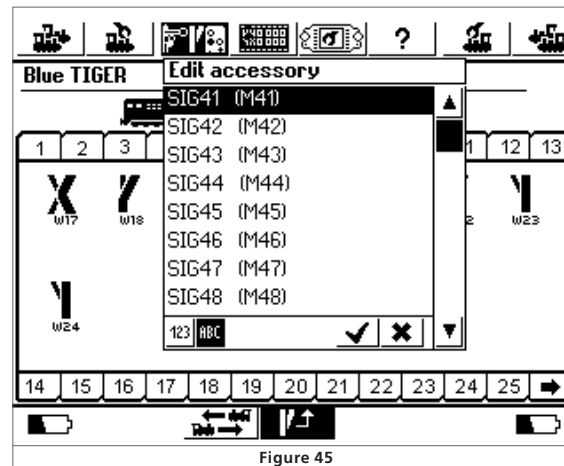 ?
Blue TIGER
Edit accessory
SIG41 (M41)
SIG42 (M42)
SIG43 (M43)
SIG44 (M44)
SIG45 (M45)
SIG46 (M46)
SIG47 (M47)
SIG48 (M48)
123 ABC
1 2 3 12 13
W17 W18 W23
W24
14 15 16 17 18 19 20 21 22 23 24 25
Figure 45